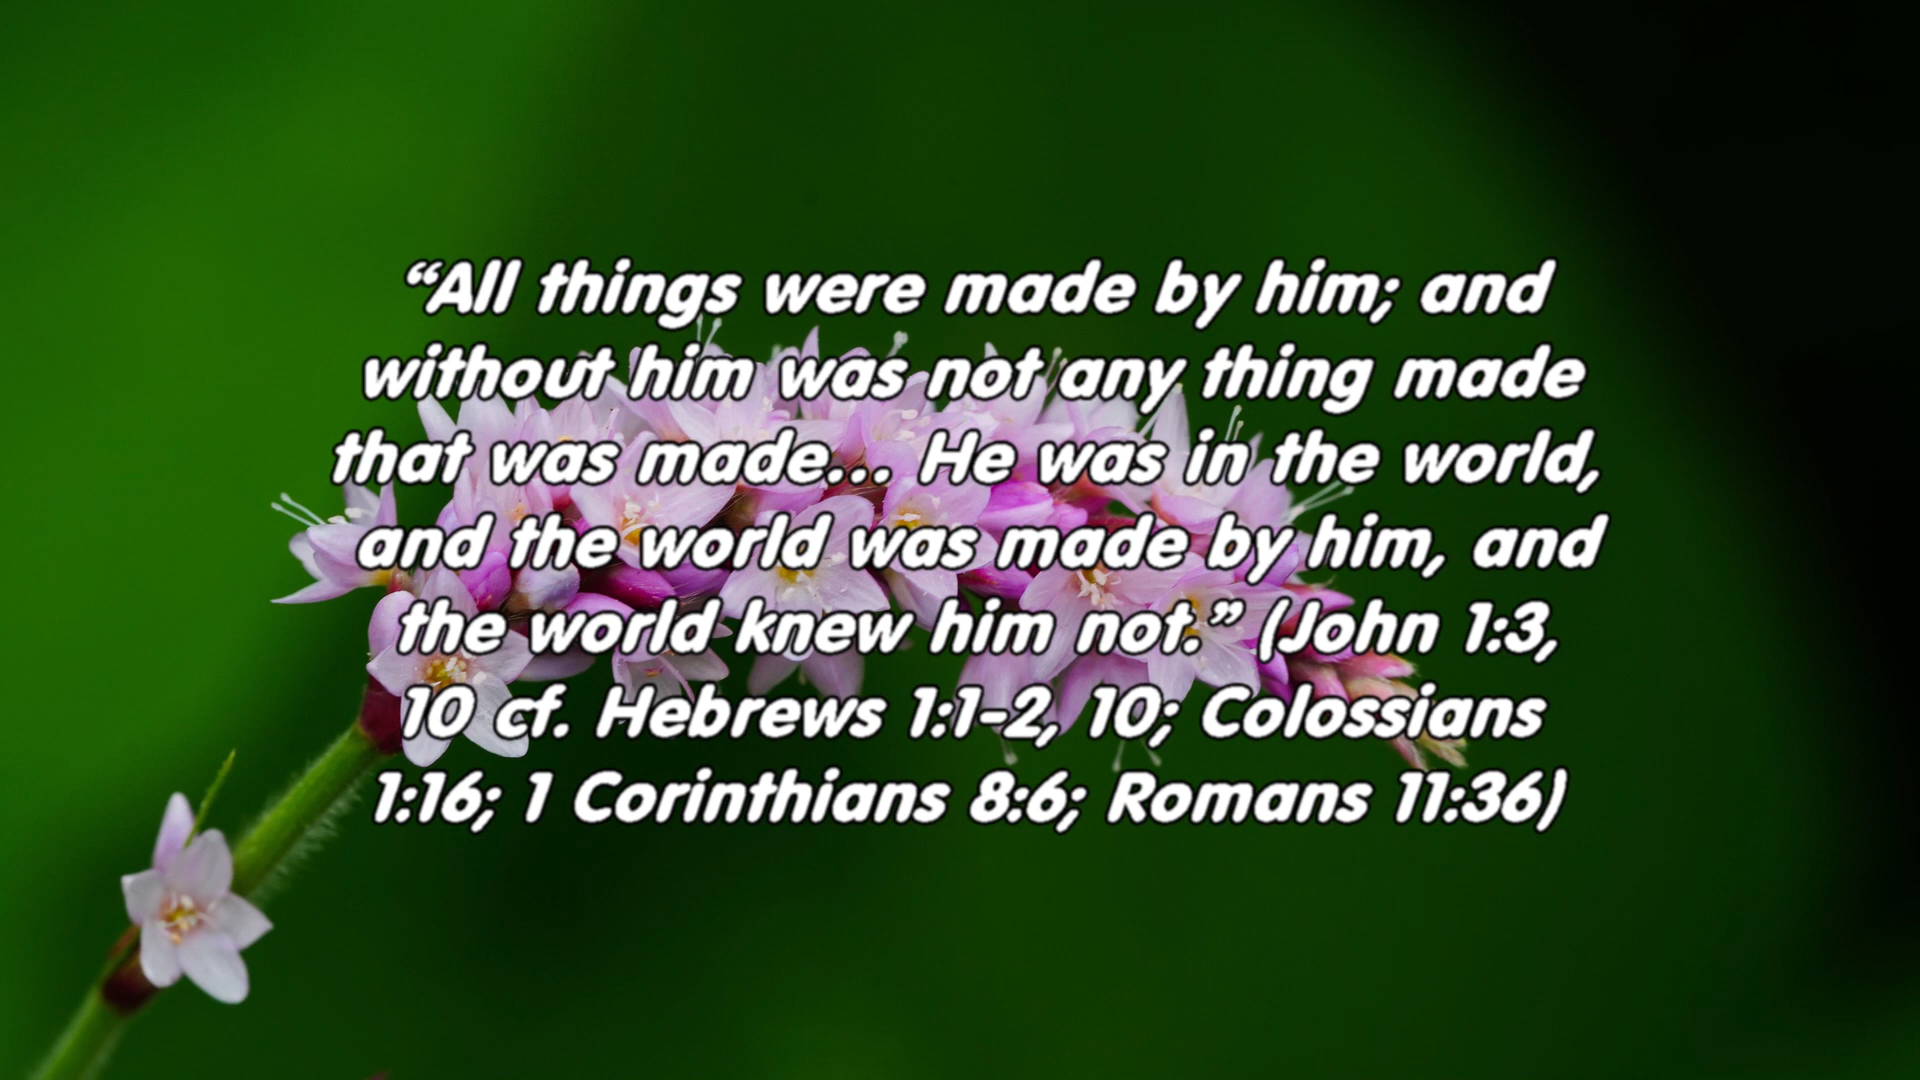 “All things were made by him; and
without him was not any thing made
that was made... He was in the world,
and the world was made by him, and
the world knew him not.” (John 1:3,
10 cf. Hebrews 1:1-2, 10; Colossians
1:16; 1 Corinthians 8:6; Romans 11:36)